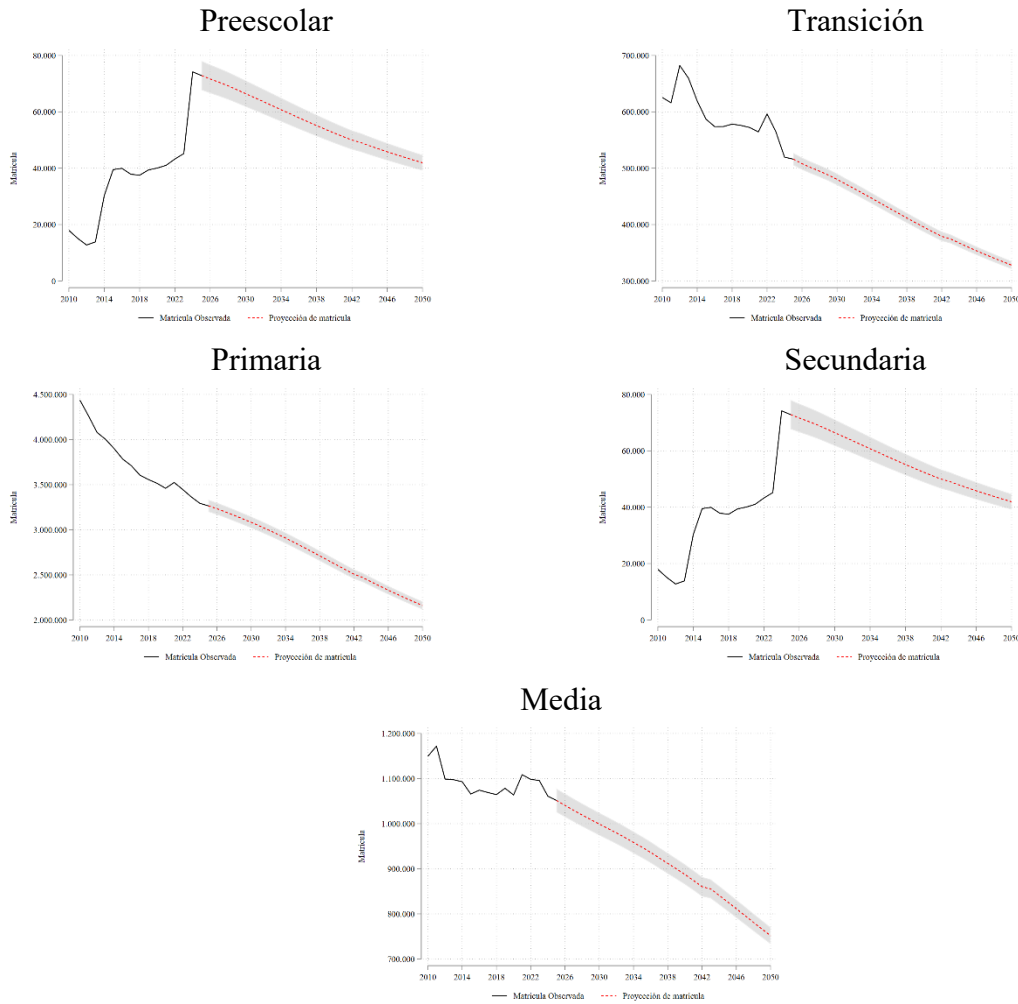 Preescolar
Matrícula
80.000
60.000
40.000
20.000
0
2010 2014 2018 2022 2026 2030 2034 2038 2042 2046 2050
Matrícula Observada Proyección de matrícula
Transición
Matrícula
700.000
600.000
500.000
400.000
300.000
2010 2014 2018 2022 2026 2030 2034 2038 2042 2046 2050
Matrícula Observada Proyección de matrícula
Primaria
Matrícula
4.500.000
4.000.000
3.500.000
3.000.000
2.500.000
2.000.000
2010 2014 2018 2022 2026 2030 2034 2038 2042 2046 2050
Matrícula Observada Proyección de matrícula
Secundaria
Matrícula
80.000
60.000
40.000
20.000
0
2010 2014 2018 2022 2026 2030 2034 2038 2042 2046 2050
Matrícula Observada Proyección de matrícula
Media
Matrícula
1.200.000
1.100.000
1.000.000
900.000
800.000
700.000
2010 2014 2018 2022 2026 2030 2034 2038 2042 2046 2050
Matrícula Observada Proyección de matrícula